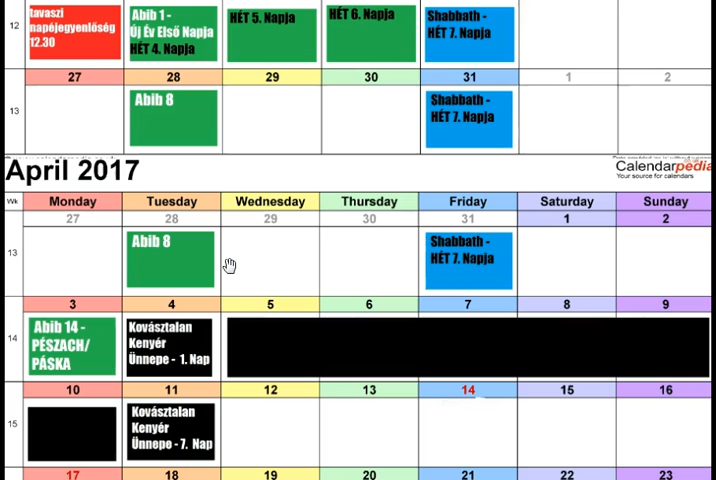 12
tavaszi
napéjegyenlőség
12.30
Abib 1 -
Új Év Első Napja
HÉT 4. Napja
HÉT 5. Napja
HÉT 6. Napja
Shabbath -
HÉT 7. Napja
27 28 29 30 31 1 2
13
Abib 8
Shabbath -
HÉT 7. Napja
April 2017
Calendarpedia
Your source for calendars
Wk Monday Tuesday Wednesday Thursday Friday Saturday Sunday
27 28 29 30 31 1 2
13
Abib 8
Shabbath -
HÉT 7. Napja
3 4 5 6 7 8 9
14
Abib 14 -
PÉSZACH/
PÁSKA
Kovásztalan
Kenyér
Ünnepe - 1. Nap
10 11 12 13 14 15 16
15
Kovásztalan
Kenyér
Ünnepe - 7. Nap
17 18 19 20 21 22 23